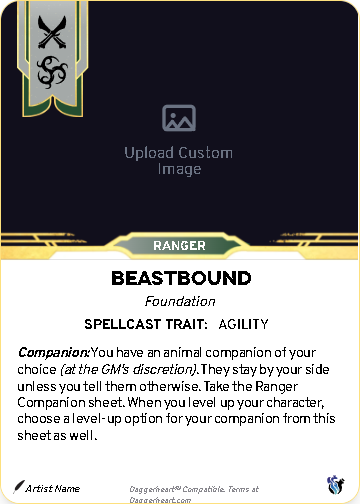 Upload Custom
Image
RANGER
BEASTBOUND
Foundation
SPELLCAST TRAIT: AGILITY
Companion:You have an animal companion of your
choice (at the GM's discretion).They stay by your side
unless you tell them otherwise. Take the Ranger
Companion sheet. When you level up your character,
choose a level-up option for your companion from this
sheet as well.
Artist Name
Daggerheart℠ Compatible. Terms at
Daggerheart.com